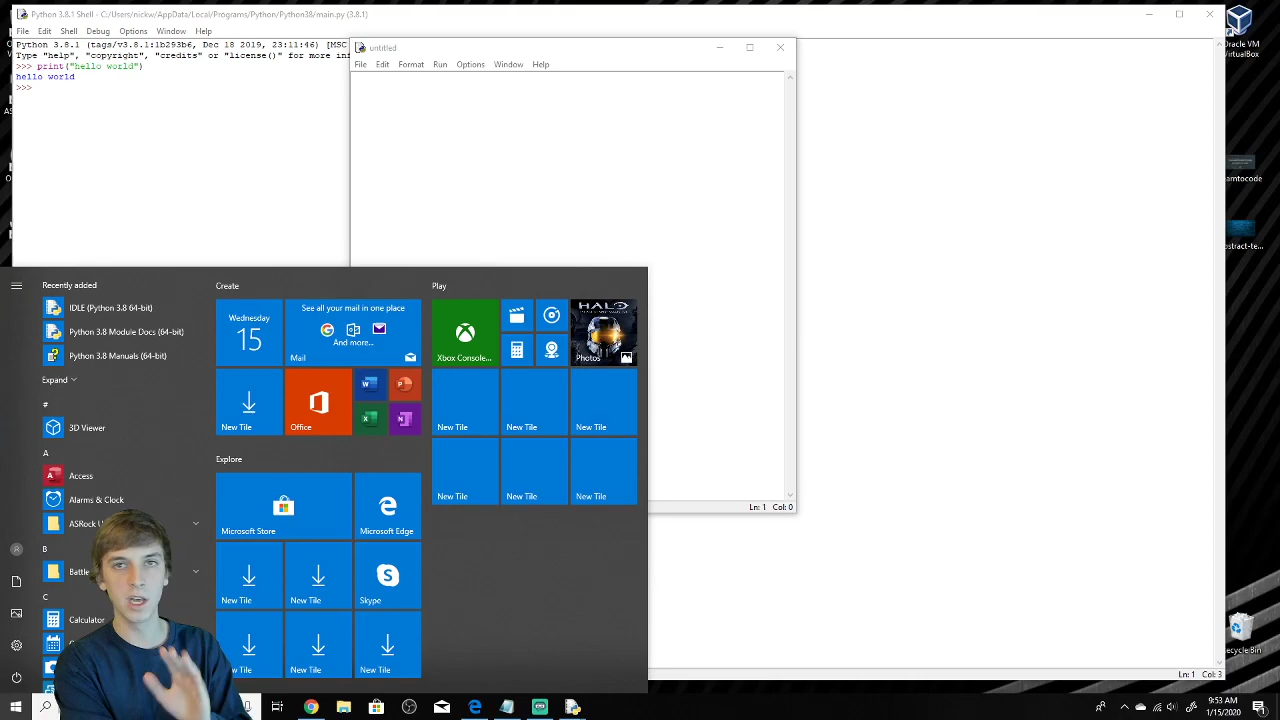 Python 3.8.1 Shell - C:/Users/nickw/AppData/Local/Programs/Python/Python38/main.py (3.8.1)
File Edit Shell Debug Options Window Help
Python 3.8.1 (tags/v3.8.1:1b293b6, Dec 18 2019, 23:11:46) [MSC
Type "help", "copyright", "credits" or "license()" for more in
>>> print("hello world")
hello world
>>>
untitled
File Edit Format Run Options Window Help
Ln: 1 Col: 0
Ln: 1 Col: 3
Oracle VM
VirtualBox
amtocode
ostract-te...
ecycle Bin
Recently added
IDLE (Python 3.8 64-bit)
Python 3.8 Module Docs (64-bit)
Python 3.8 Manuals (64-bit)
Expand
#
3D Viewer
A
Access
Alarms & Clock
ASRock U
B
Battle
C
Calculator
Create
Wednesday
15
See all your mail in one place
And more...
Mail
New Tile
Office
Explore
Microsoft Store
Microsoft Edge
New Tile
New Tile
Skype
w Tile
New Tile
New Tile
Play
Xbox Console...
HALO
Photos
New Tile
New Tile
New Tile
New Tile
New Tile
New Tile
9:53 AM
1/15/2020